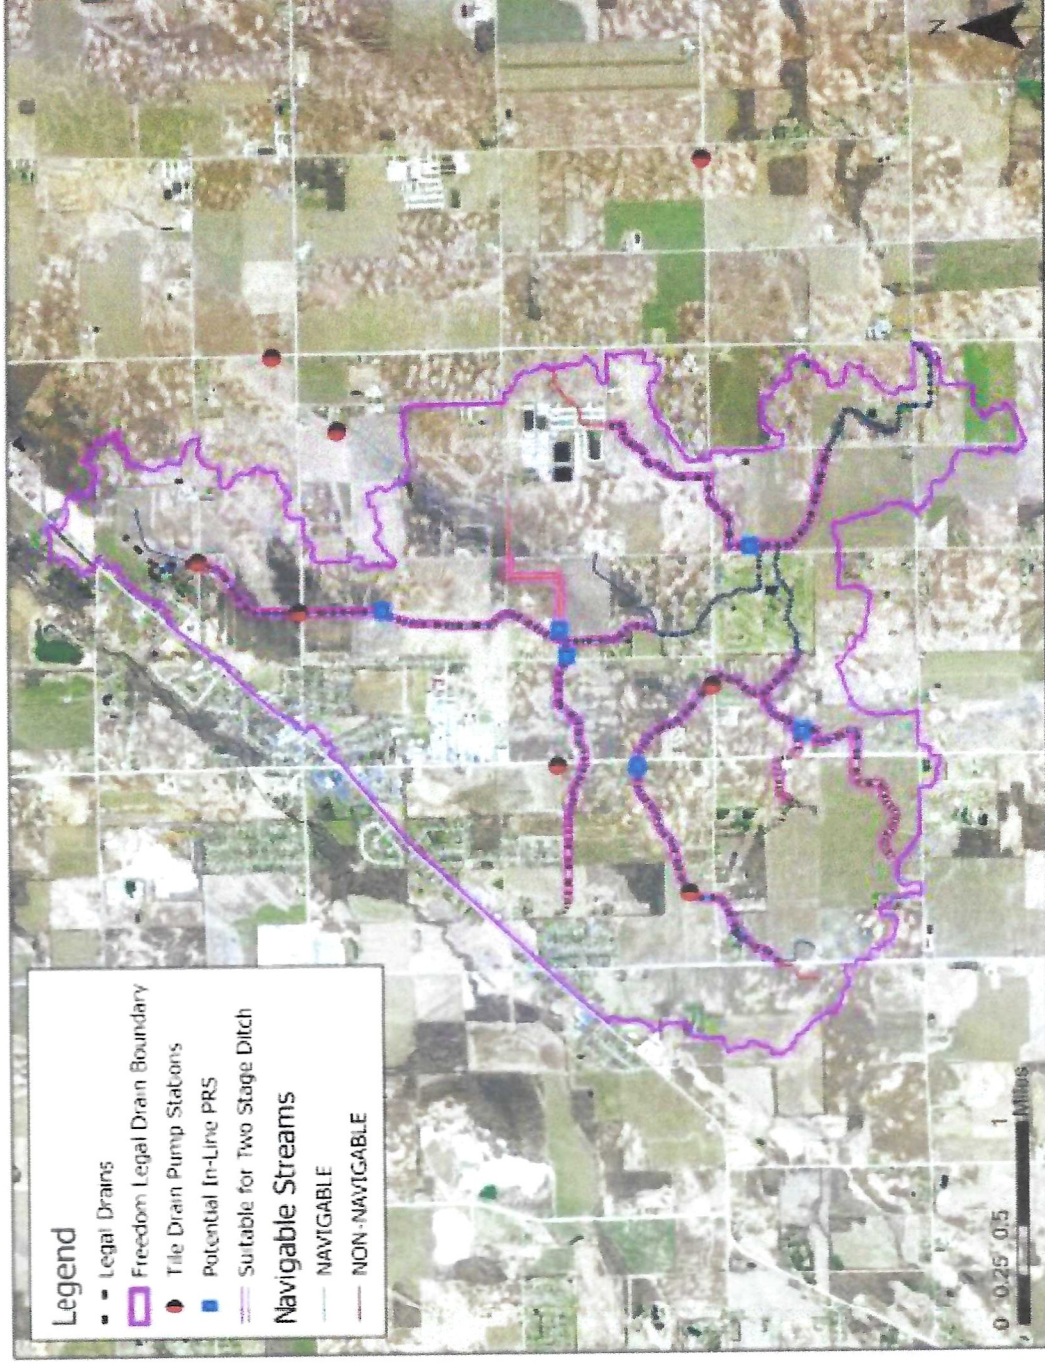 Legend
Legal Drains
Freedom Legal Drain Boundary
Tile Drain Pump Stations
Potential In-Line PRS
Suitable for Two Stage Ditch
Navigable Streams
NAVIGABLE
NON-NAVIGABLE
0 0.25 0.5 1
Miles
N